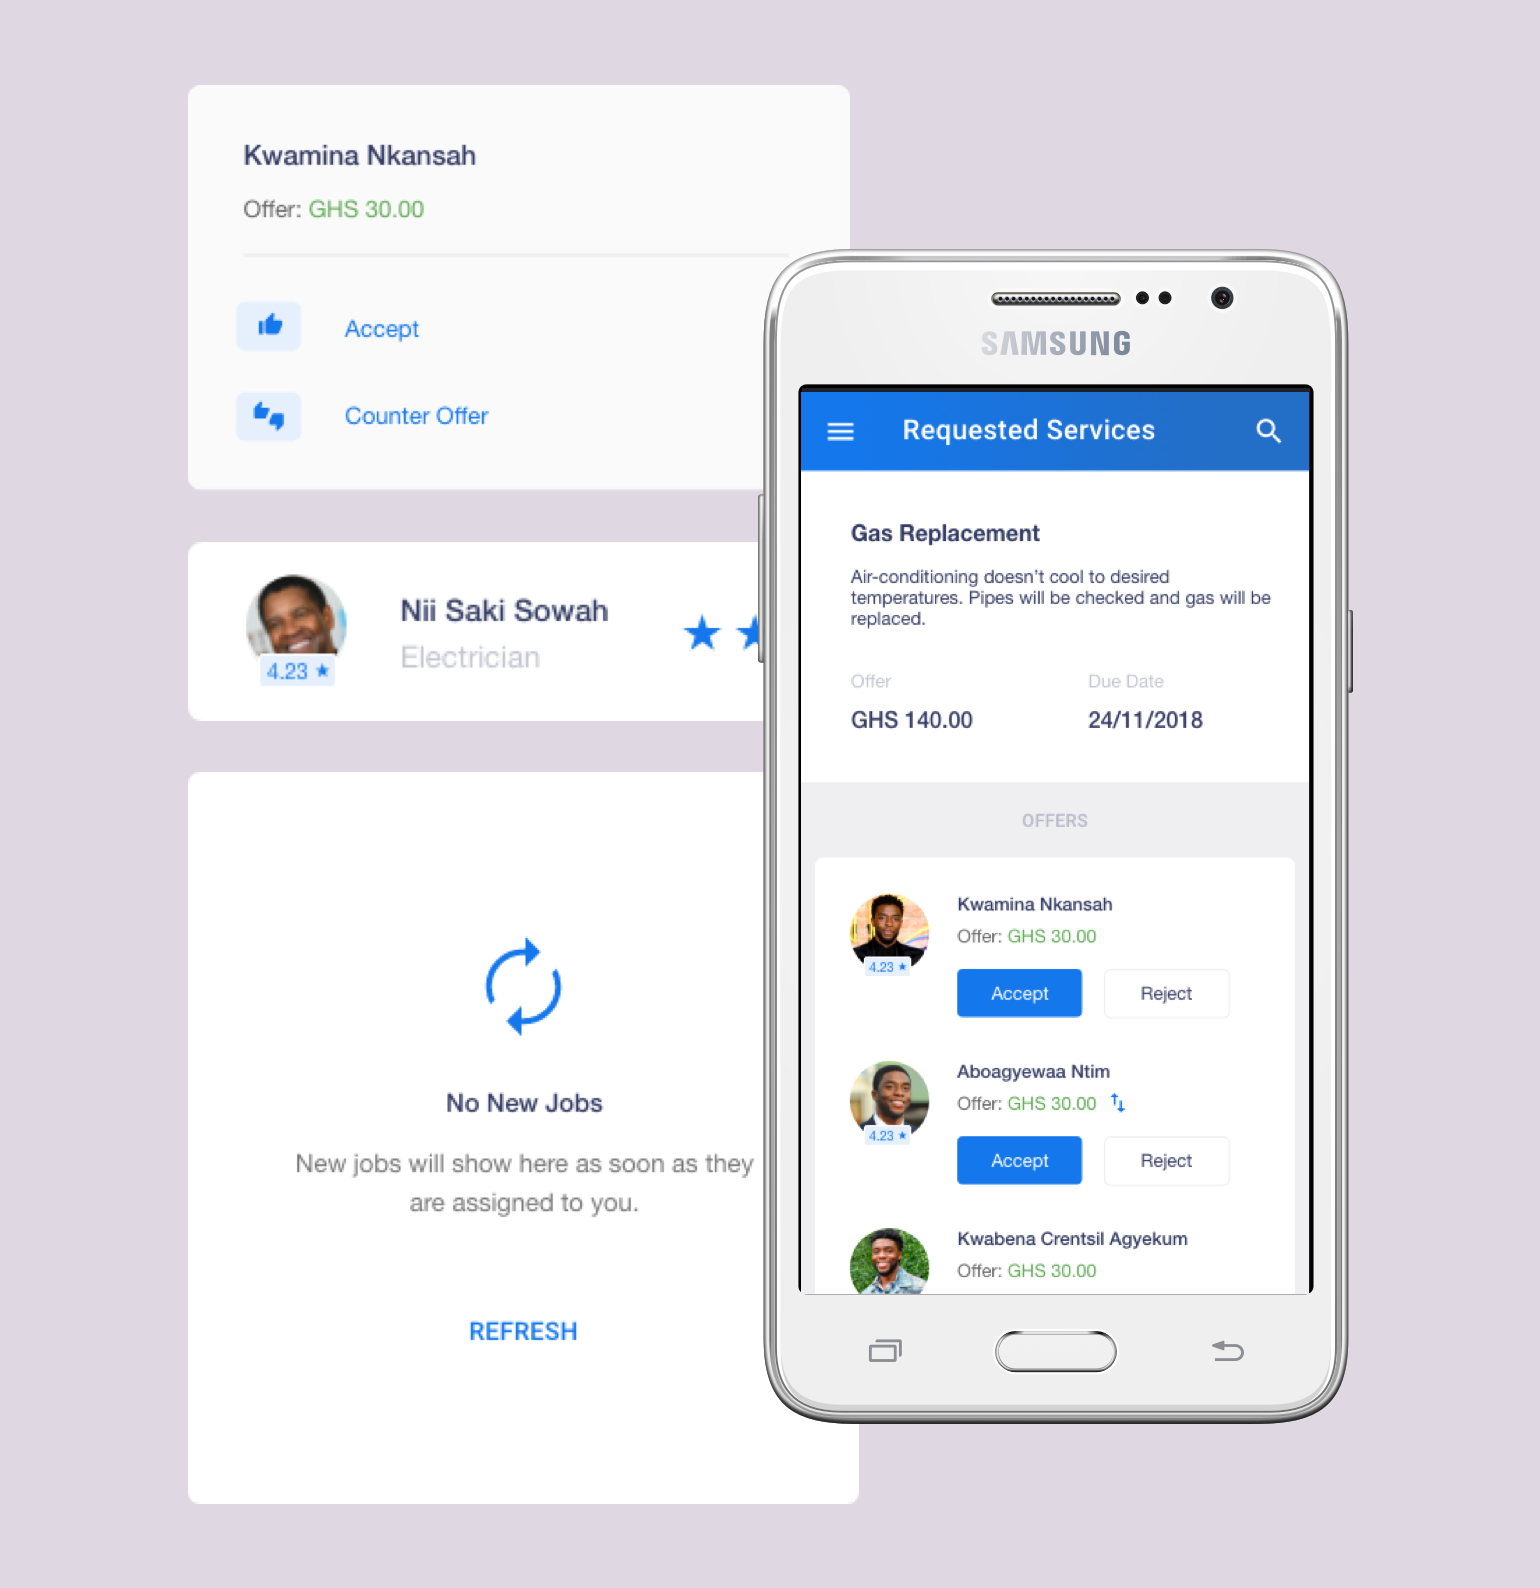 Kwamina Nkansah
Offer: GHS 30.00
Accept
Counter Offer
Nii Saki Sowah
Electrician
4.23
No New Jobs
New jobs will show here as soon as they
are assigned to you.
REFRESH
SAMSUNG
Requested Services
Gas Replacement
Air-conditioning doesn't cool to desired
temperatures. Pipes will be checked and gas will be
replaced.
Offer Due Date
GHS 140.00 24/11/2018
OFFERS
Kwamina Nkansah
Offer: GHS 30.00
4.23
Accept Reject
Aboagyewaa Ntim
Offer: GHS 30.00
4.23
Accept Reject
Kwabena Crentsil Agyekum
Offer: GHS 30.00